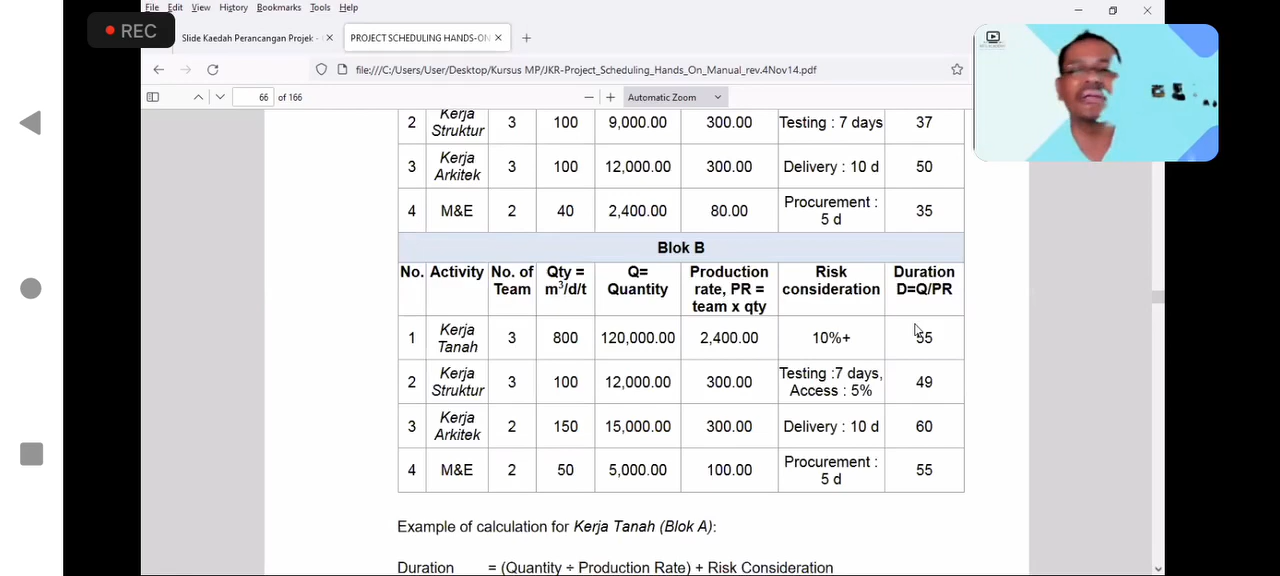 File Edit View History Bookmarks Tools Help
REC
Slide Kaedah Perancangan Projek -
PROJECT SCHEDULING HANDS-ON
file:///C:/Users/User/Desktop/Kursus MP/JKR-Project_Scheduling_Hands_On_Manual_rev.4Nov14.pdf
66 of 166
Automatic Zoom
2 Kerja Struktur 3 100 9,000.00 300.00 Testing : 7 days 37
3 Kerja Arkitek 3 100 12,000.00 300.00 Delivery : 10 d 50
4 M&E 2 40 2,400.00 80.00 Procurement : 5 d 35
Blok B
No. Activity No. of Team Qty = m³/d/t Q= Quantity Production rate, PR = team x qty Risk consideration Duration D=Q/PR
1 Kerja Tanah 3 800 120,000.00 2,400.00 10%+ 55
2 Kerja Struktur 3 100 12,000.00 300.00 Testing :7 days, Access : 5% 49
3 Kerja Arkitek 2 150 15,000.00 300.00 Delivery : 10 d 60
4 M&E 2 50 5,000.00 100.00 Procurement : 5 d 55
Example of calculation for Kerja Tanah (Blok A):
Duration = (Quantity ÷ Production Rate) + Risk Consideration